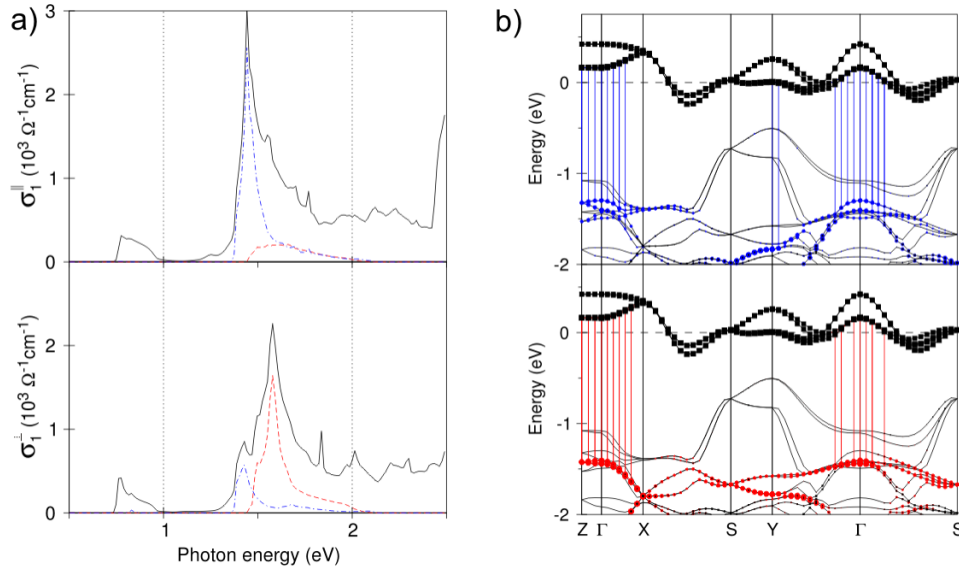 a)
3
2
1
0
σ₁^∥ (10³ Ω⁻¹cm⁻¹)
2
1
0
σ₁^⊥ (10³ Ω⁻¹cm⁻¹)
1
2
Photon energy (eV)
b)
0
-1
-2
Energy (eV)
0
-1
-2
Energy (eV)
Z Γ X S Y Γ S